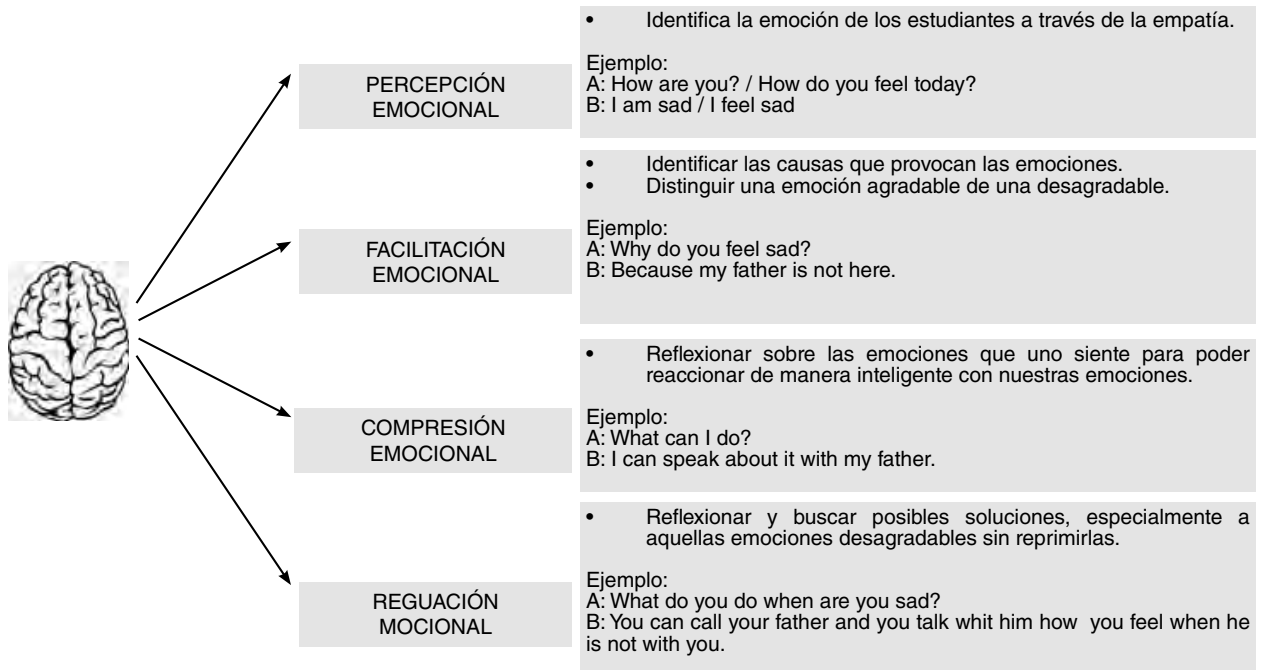 PERCEPCIÓN
EMOCIONAL
• Identifica la emoción de los estudiantes a través de la empatía.
Ejemplo:
A: How are you? / How do you feel today?
B: I am sad / I feel sad
FACILITACIÓN
EMOCIONAL
• Identificar las causas que provocan las emociones.
• Distinguir una emoción agradable de una desagradable.
Ejemplo:
A: Why do you feel sad?
B: Because my father is not here.
COMPRESIÓN
EMOCIONAL
• Reflexionar sobre las emociones que uno siente para poder
reaccionar de manera inteligente con nuestras emociones.
Ejemplo:
A: What can I do?
B: I can speak about it with my father.
REGUACIÓN
MOCIONAL
• Reflexionar y buscar posibles soluciones, especialmente a
aquellas emociones desagradables sin reprimirlas.
Ejemplo:
A: What do you do when are you sad?
B: You can call your father and you talk whit him how you feel when he
is not with you.